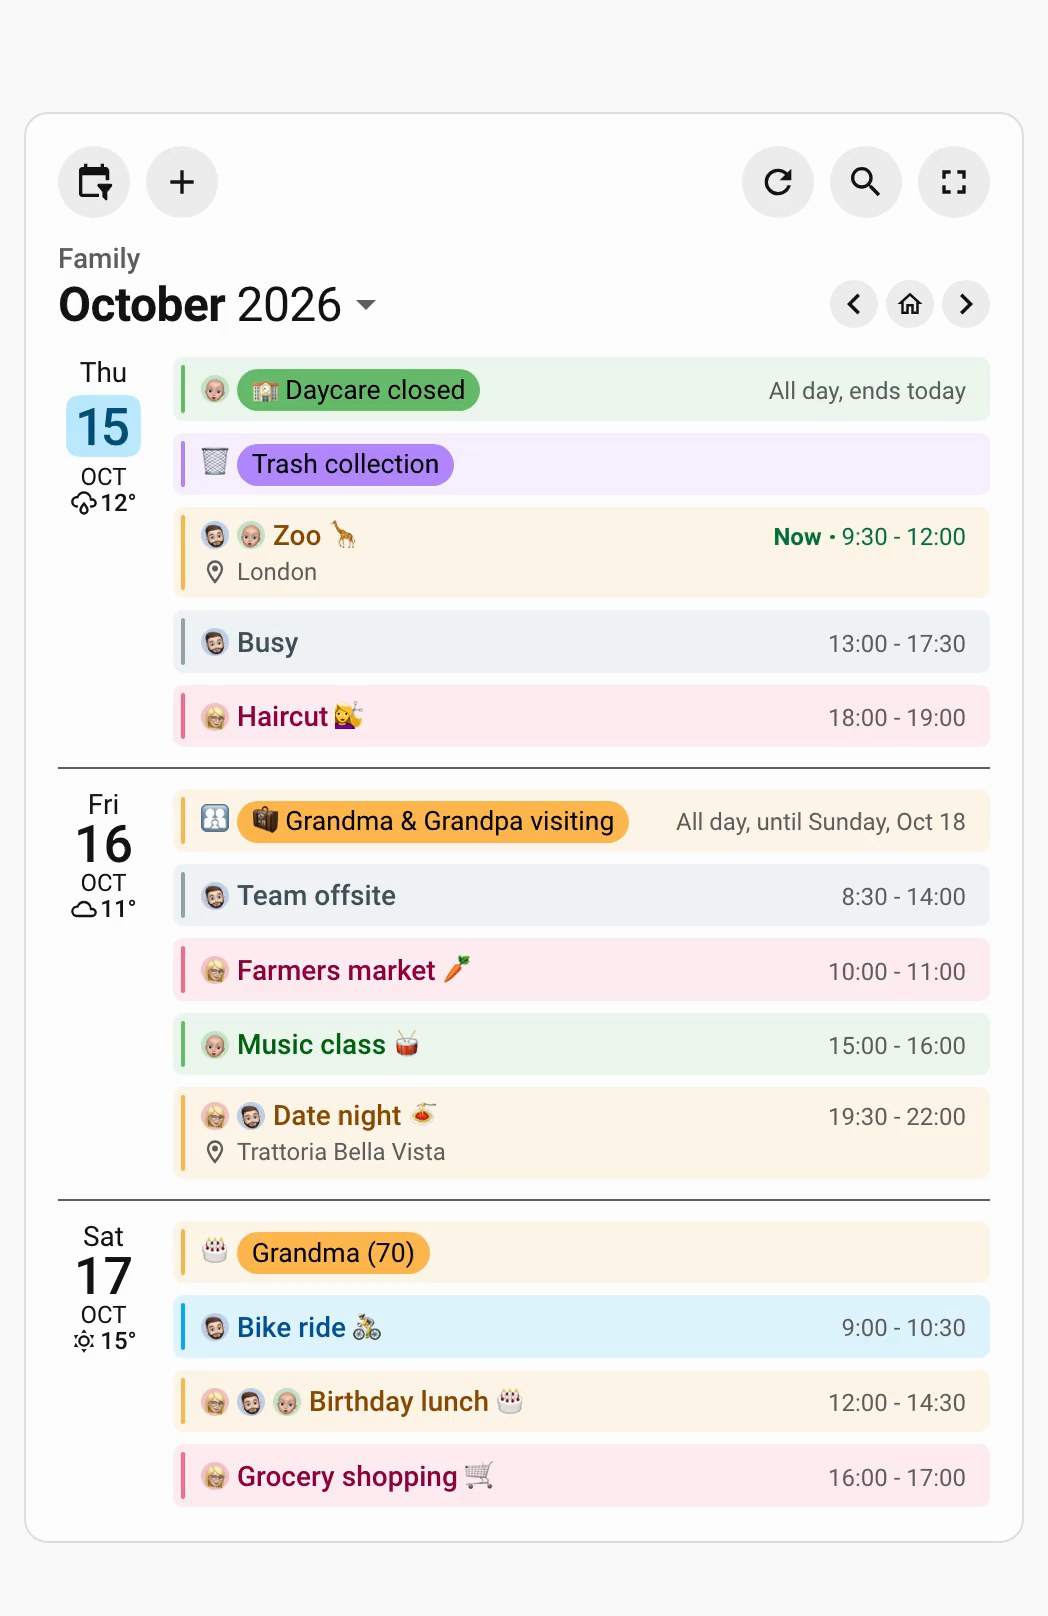 Family
October 2026
Thu
15
OCT
12°
Daycare closed All day, ends today
Trash collection
Zoo Now • 9:30 - 12:00
London
Busy 13:00 - 17:30
Haircut 18:00 - 19:00
Fri
16
OCT
11°
Grandma & Grandpa visiting All day, until Sunday, Oct 18
Team offsite 8:30 - 14:00
Farmers market 10:00 - 11:00
Music class 15:00 - 16:00
Date night 19:30 - 22:00
Trattoria Bella Vista
Sat
17
OCT
15°
Grandma (70)
Bike ride 9:00 - 10:30
Birthday lunch 12:00 - 14:30
Grocery shopping 16:00 - 17:00